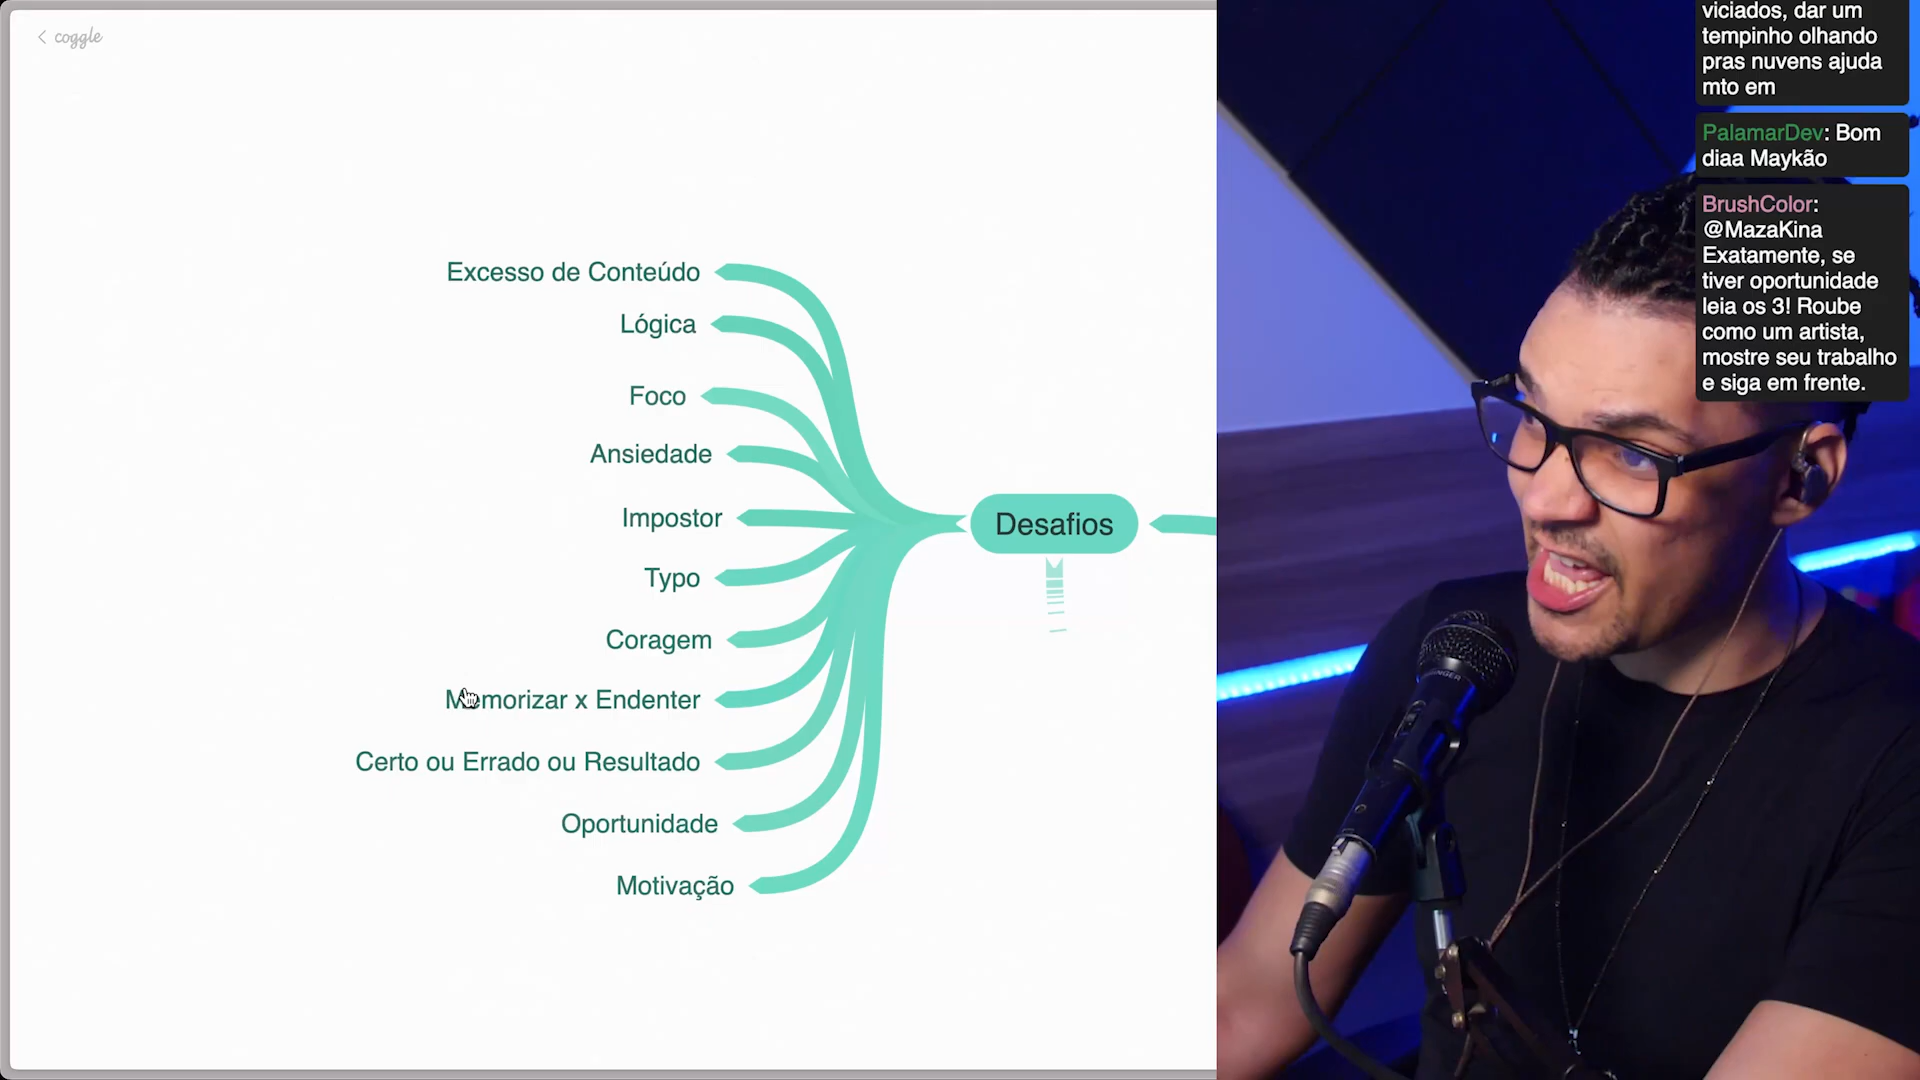 coggle
Excesso de Conteúdo
Lógica
Foco
Ansiedade
Impostor
Typo
Coragem
Memorizar x Endenter
Certo ou Errado ou Resultado
Oportunidade
Motivação
Desafios
viciados, dar um
tempinho olhando
pras nuvens ajuda
mto em
PalamarDev: Bom
diaa Maykão
BrushColor:
@MazaKina
Exatamente, se
tiver oportunidade
leia os 3! Roube
como um artista,
mostre seu trabalho
e siga em frente.